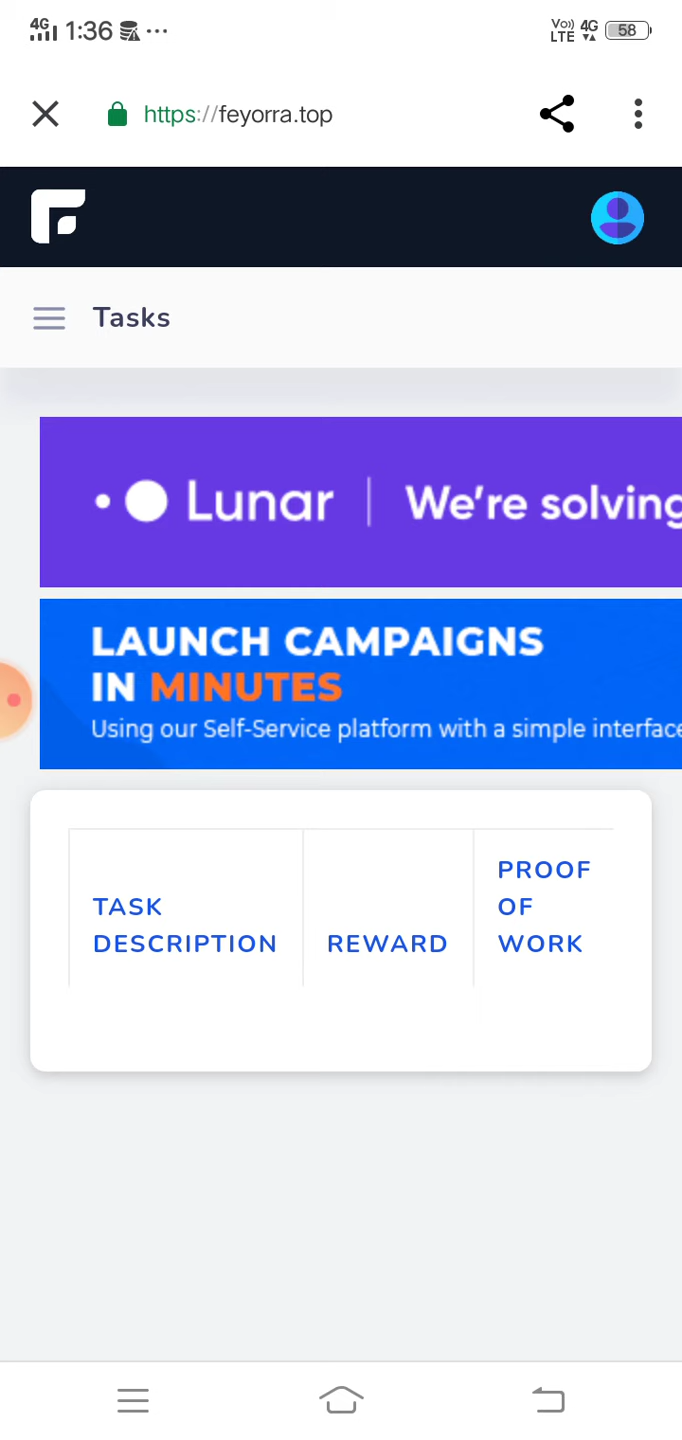 4G 1:36 ... Vo)) LTE 4G 58
https://feyorra.top
Tasks
Lunar | We're solving
LAUNCH CAMPAIGNS
IN MINUTES
Using our Self-Service platform with a simple interface
TASK DESCRIPTION
REWARD
PROOF OF WORK